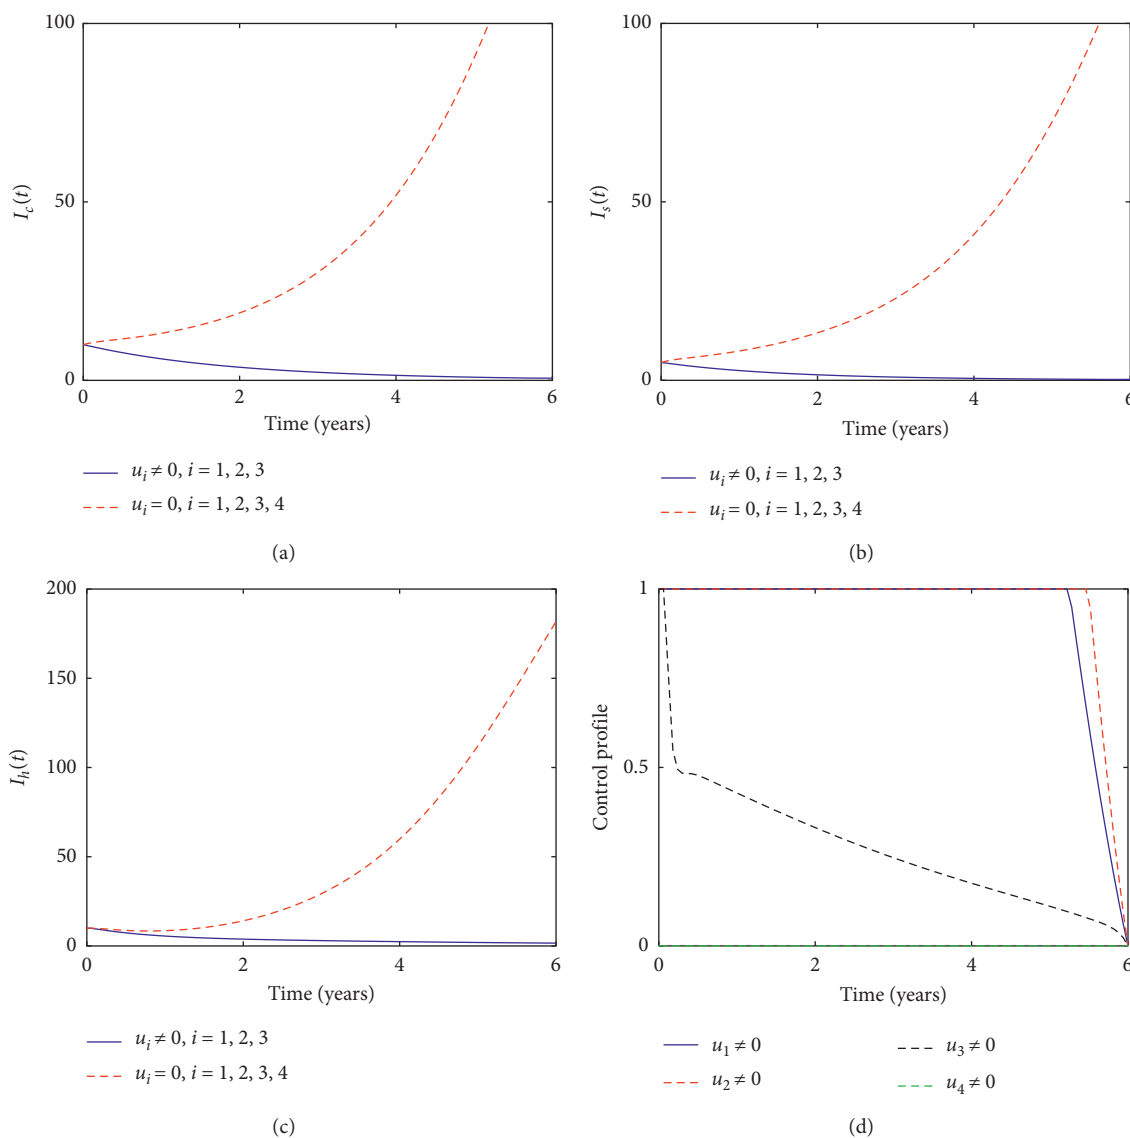 100
50
0
I_c(t)
0 2 4 6
Time (years)
u_i ≠ 0, i = 1, 2, 3
u_i = 0, i = 1, 2, 3, 4
(a)
100
50
0
I_s(t)
0 2 4 6
Time (years)
u_i ≠ 0, i = 1, 2, 3
u_i = 0, i = 1, 2, 3, 4
(b)
200
150
100
50
0
I_h(t)
0 2 4 6
Time (years)
u_i ≠ 0, i = 1, 2, 3
u_i = 0, i = 1, 2, 3, 4
(c)
1
0.5
0
Control profile
0 2 4 6
Time (years)
u_1 ≠ 0 u_3 ≠ 0
u_2 ≠ 0 u_4 ≠ 0
(d)